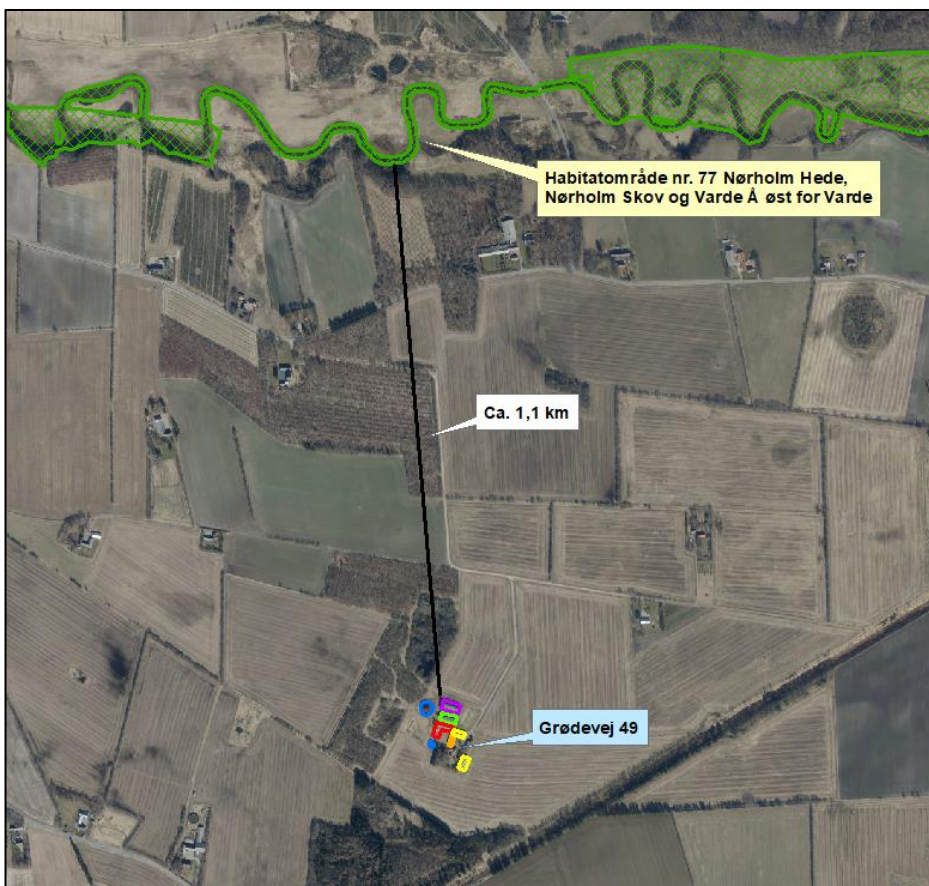 Habitatområde nr. 77 Nørholm Hede,
Nørholm Skov og Varde Å øst for Varde
Ca. 1,1 km
Grødevej 49